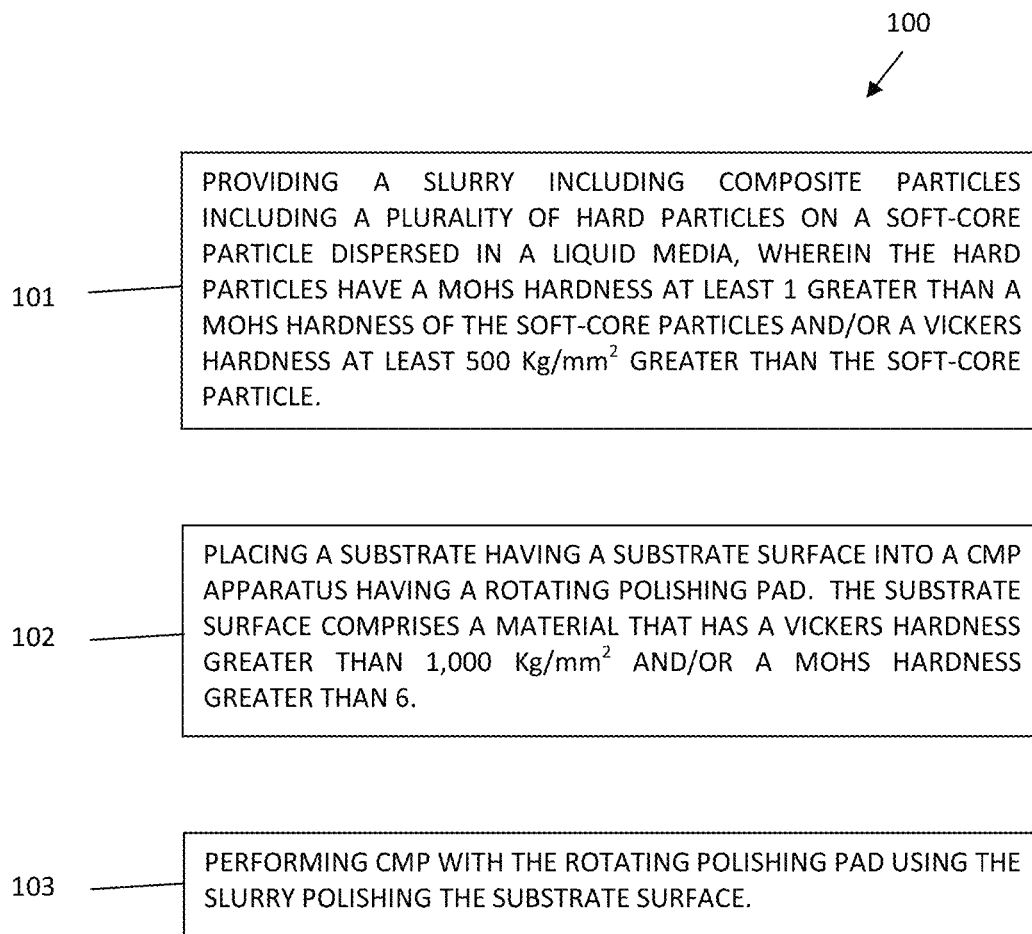 100
101
PROVIDING A SLURRY INCLUDING COMPOSITE PARTICLES
INCLUDING A PLURALITY OF HARD PARTICLES ON A SOFT-CORE
PARTICLE DISPERSED IN A LIQUID MEDIA, WHEREIN THE HARD
PARTICLES HAVE A MOHS HARDNESS AT LEAST 1 GREATER THAN A
MOHS HARDNESS OF THE SOFT-CORE PARTICLES AND/OR A VICKERS
HARDNESS AT LEAST 500 Kg/mm² GREATER THAN THE SOFT-CORE
PARTICLE.
102
PLACING A SUBSTRATE HAVING A SUBSTRATE SURFACE INTO A CMP
APPARATUS HAVING A ROTATING POLISHING PAD. THE SUBSTRATE
SURFACE COMPRISES A MATERIAL THAT HAS A VICKERS HARDNESS
GREATER THAN 1,000 Kg/mm² AND/OR A MOHS HARDNESS
GREATER THAN 6.
103
PERFORMING CMP WITH THE ROTATING POLISHING PAD USING THE
SLURRY POLISHING THE SUBSTRATE SURFACE.